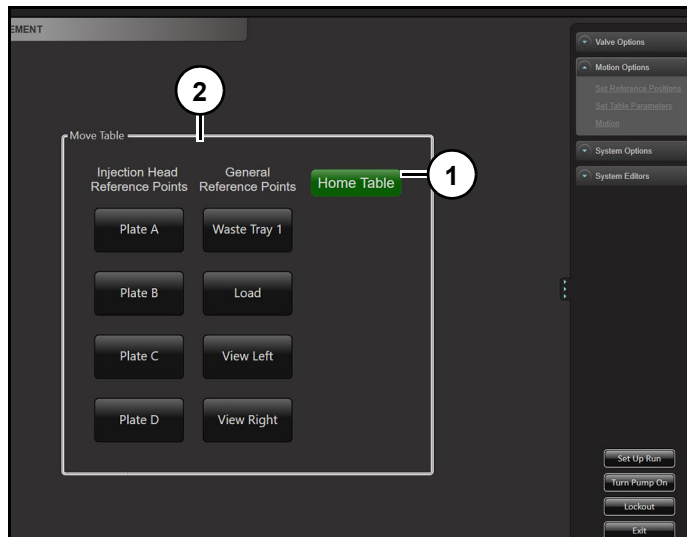 EMENT
2
Move Table
1
Injection Head
Reference Points
General
Reference Points
Home Table
Plate A
Waste Tray 1
Plate B
Load
Plate C
View Left
Plate D
View Right
Valve Options
Motion Options
Set Reference Positions
Set Table Parameters
Motion
System Options
System Editors
Set Up Run
Turn Pump On
Lockout
Exit